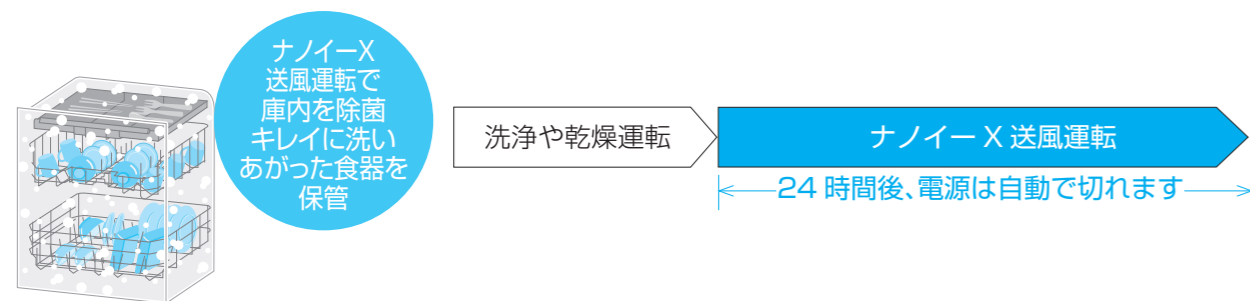 ナノイーX
送風運転で
庫内を除菌
キレイに洗い
あがった食器を
保管
洗浄や乾燥運転
ナノイー X 送風運転
24 時間後、電源は自動で切れます